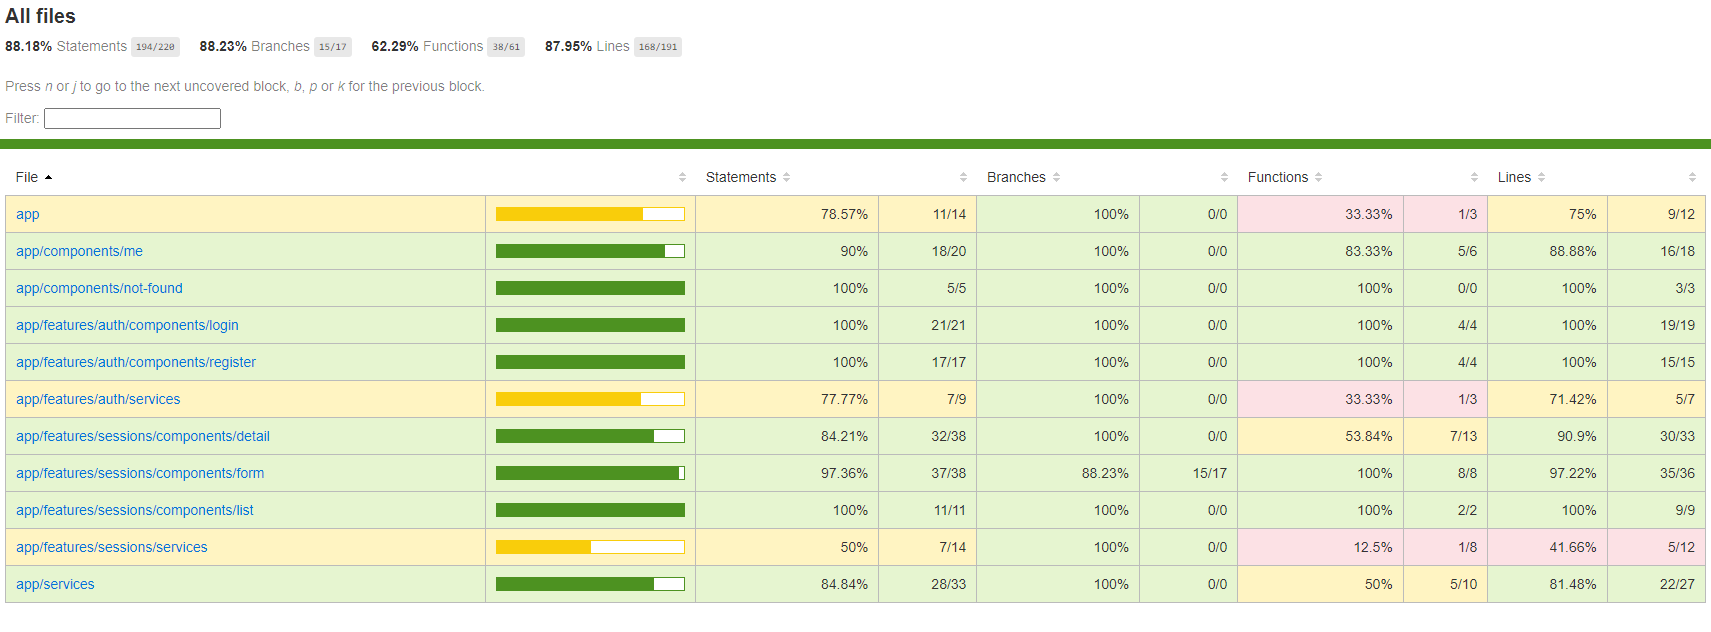 All files
88.18% Statements 194/220 88.23% Branches 15/17 62.29% Functions 38/61 87.95% Lines 168/191
Press n or j to go to the next uncovered block, b, p or k for the previous block.
Filter:
File Statements Branches Functions Lines
app 78.57% 11/14 100% 0/0 33.33% 1/3 75% 9/12
app/components/me 90% 18/20 100% 0/0 83.33% 5/6 88.88% 16/18
app/components/not-found 100% 5/5 100% 0/0 100% 0/0 100% 3/3
app/features/auth/components/login 100% 21/21 100% 0/0 100% 4/4 100% 19/19
app/features/auth/components/register 100% 17/17 100% 0/0 100% 4/4 100% 15/15
app/features/auth/services 77.77% 7/9 100% 0/0 33.33% 1/3 71.42% 5/7
app/features/sessions/components/detail 84.21% 32/38 100% 0/0 53.84% 7/13 90.9% 30/33
app/features/sessions/components/form 97.36% 37/38 88.23% 15/17 100% 8/8 97.22% 35/36
app/features/sessions/components/list 100% 11/11 100% 0/0 100% 2/2 100% 9/9
app/features/sessions/services 50% 7/14 100% 0/0 12.5% 1/8 41.66% 5/12
app/services 84.84% 28/33 100% 0/0 50% 5/10 81.48% 22/27